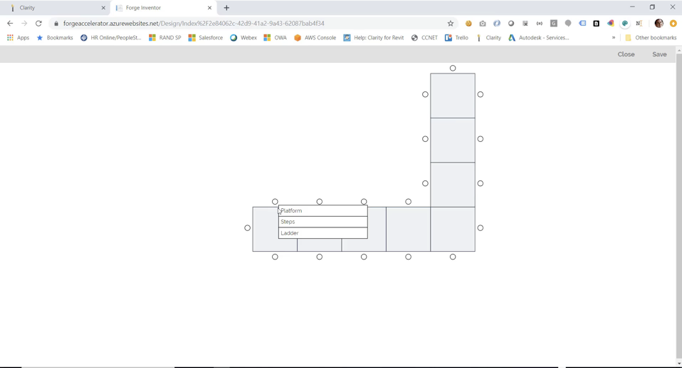 Clarity
Forge Inventor
forgeaccelerator.azurewebsites.net/Design/Index%2F2e84062c-42d9-41a2-9a43-62087bab4f34
Apps
Bookmarks
HR Online/PeopleSt...
RAND SP
Salesforce
OWA
Webex
AWS Console
Help: Clarity for Revit
CCNET
Trello
Clarity
Autodesk - Services...
»
Other bookmarks
Close
Save
Platform
Steps
Ladder